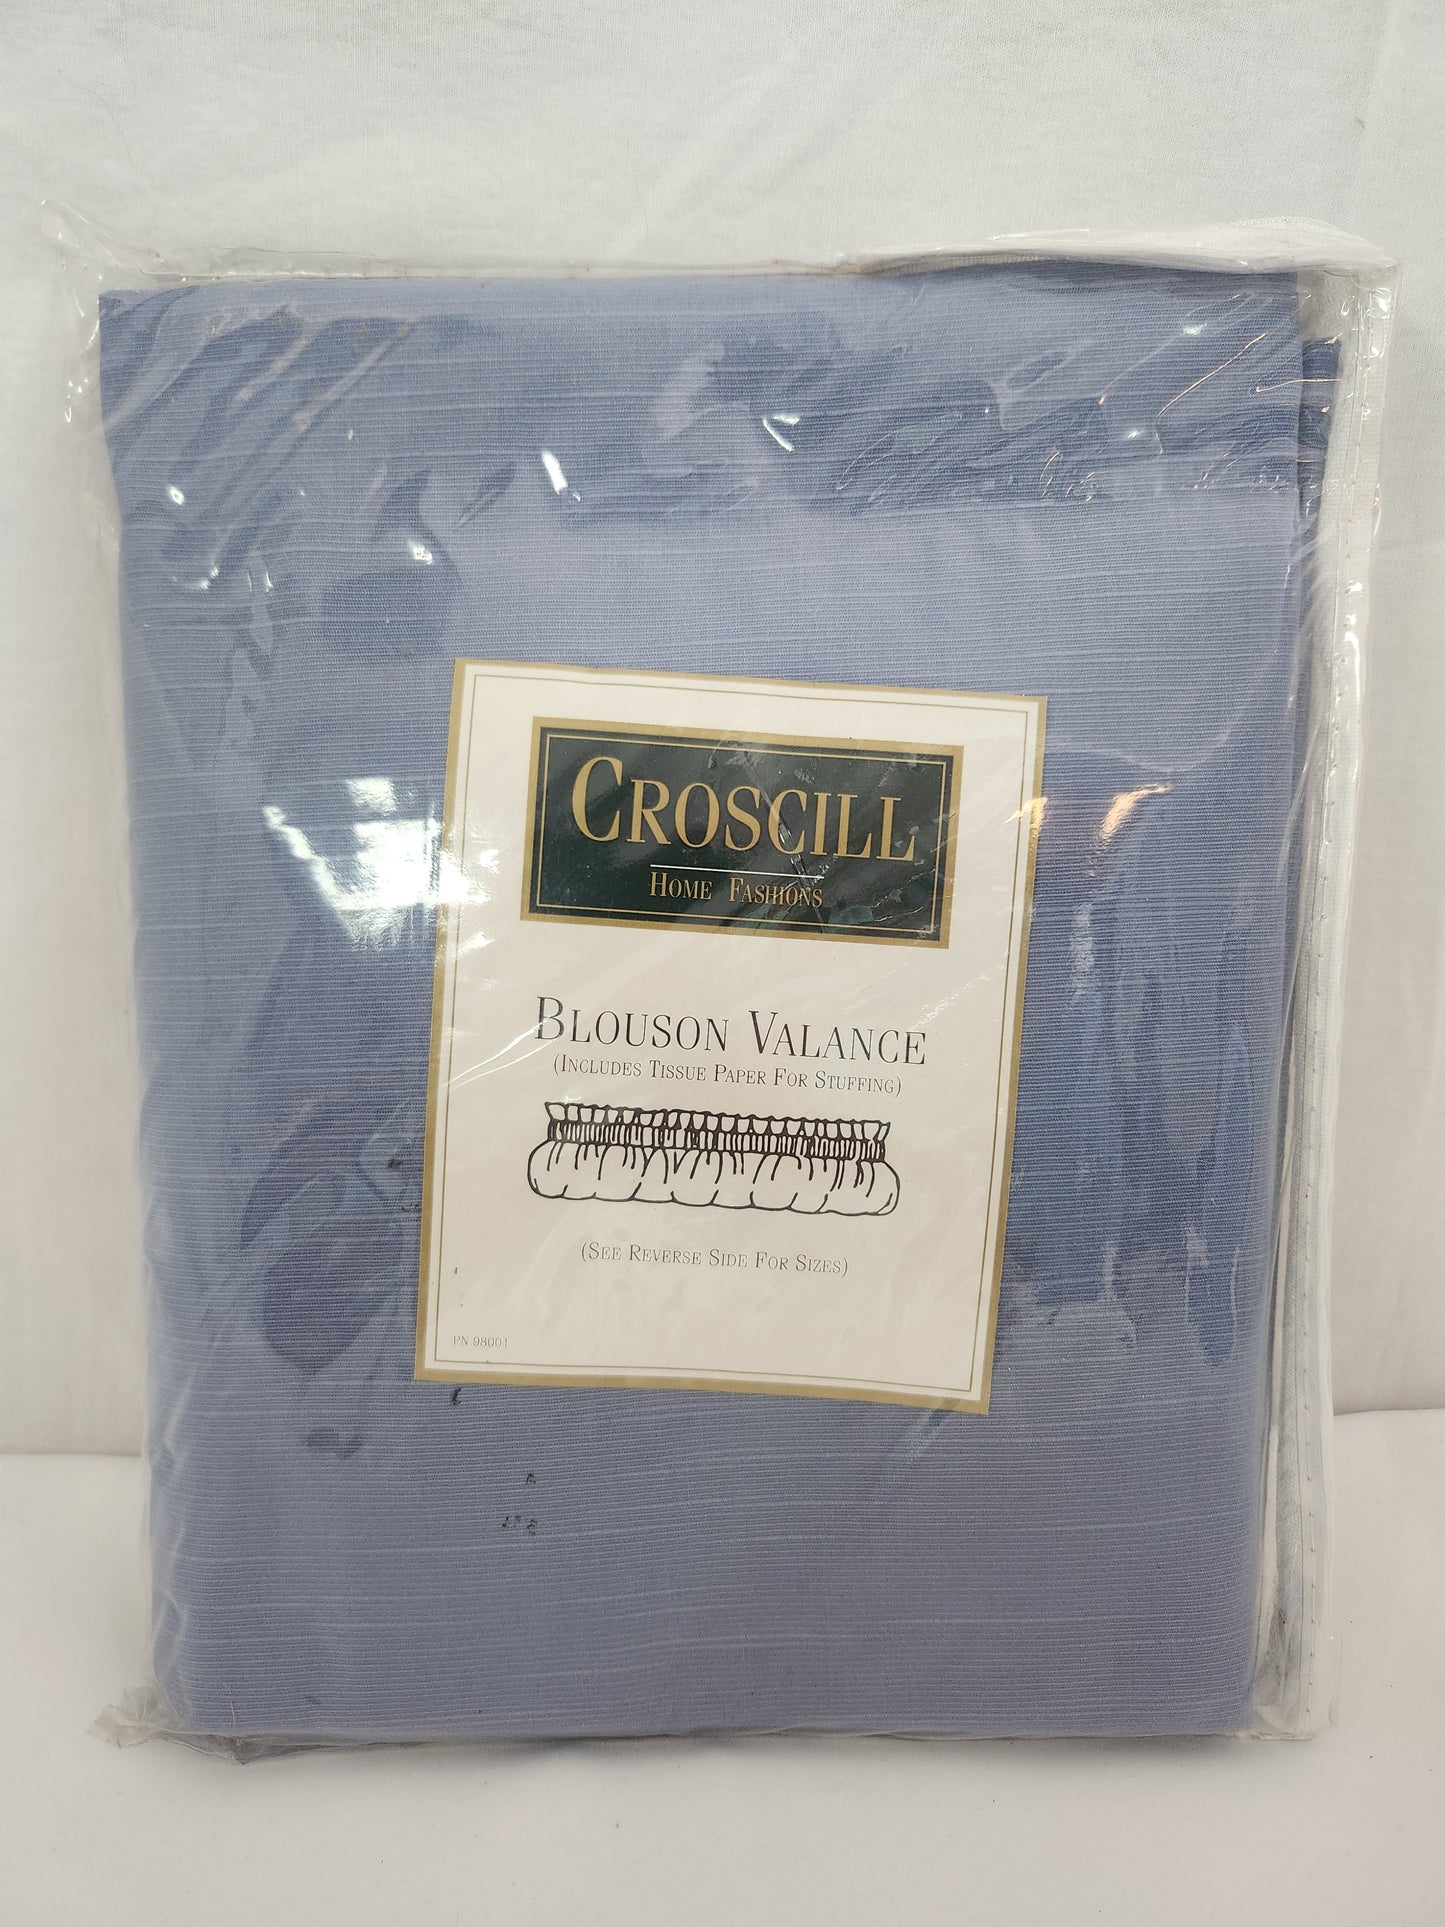 CROSCILL
HOME FASHIONS
BLOUSON VALANCE
(INCLUDES TISSUE PAPER FOR STUFFING)
(SEE REVERSE SIDE FOR SIZES)
PN 98001